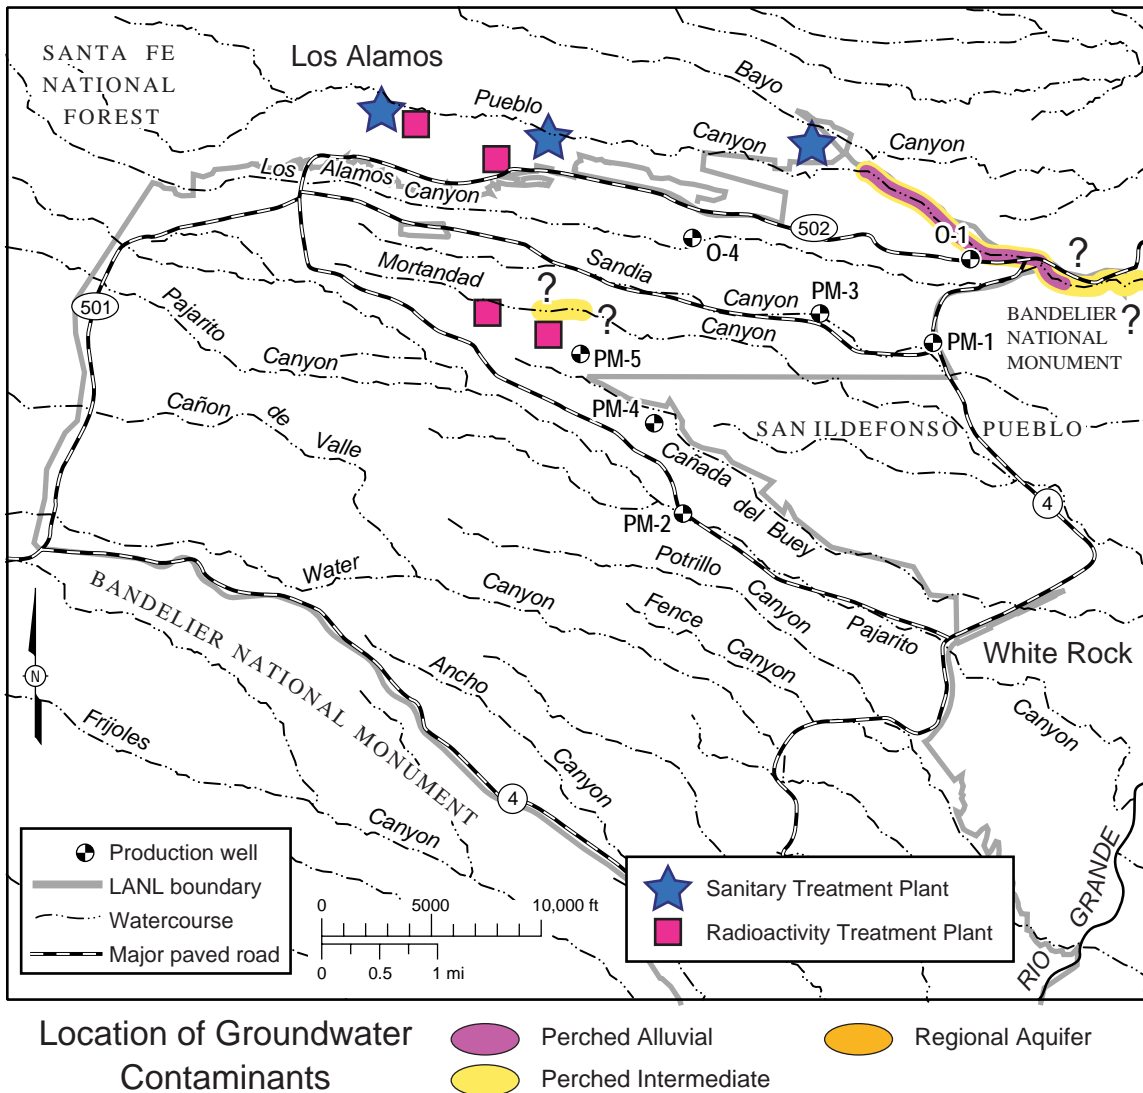 SANTA FE
NATIONAL
FOREST
Los Alamos
Pueblo
Canyon
Bayo
Canyon
Los Alamos
Canyon
502
O-1
?
O-4
Sandia
Canyon
Mortandad
Canyon
?
?
PM-3
BANDELIER
NATIONAL
MONUMENT
?
PM-1
501
Pajarito
Canyon
PM-5
Cañon
de
Valle
PM-4
SAN ILDEFONSO PUEBLO
Cañada
del
Buey
4
PM-2
Water
Canyon
Potrillo
Canyon
Fence
Canyon
Pajarito
White Rock
Canyon
BANDELIER NATIONAL MONUMENT
Ancho
Canyon
N
Frijoles
Canyon
4
RIO GRANDE
Production well
LANL boundary
Watercourse
Major paved road
0 5000 10,000 ft
0 0.5 1 mi
Sanitary Treatment Plant
Radioactivity Treatment Plant
Location of Groundwater
Contaminants
Perched Alluvial
Perched Intermediate
Regional Aquifer